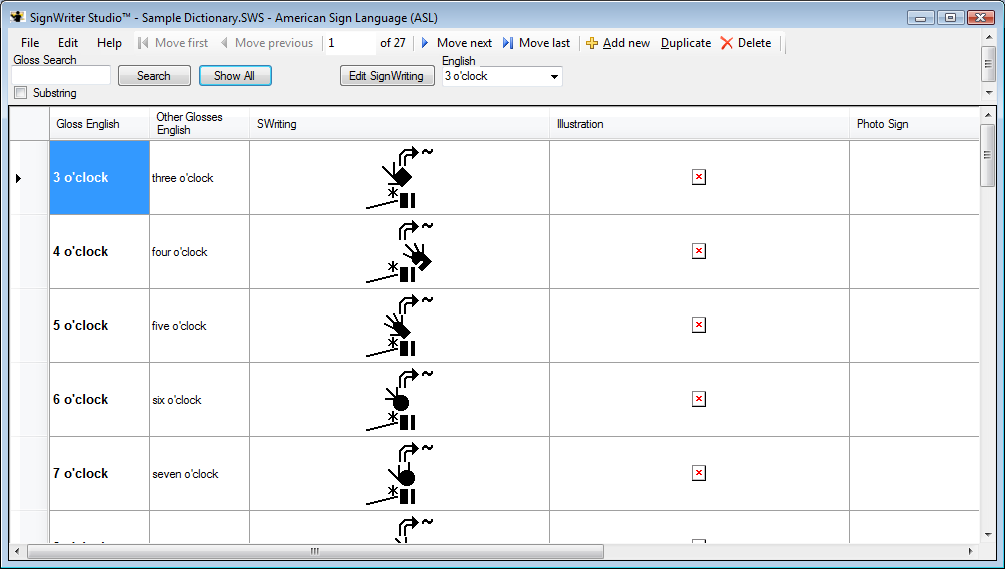 SignWriter Studio™ - Sample Dictionary.SWS - American Sign Language (ASL)
File Edit Help Move first Move previous 1 of 27 Move next Move last Add new Duplicate Delete
Gloss Search
Search Show All Edit SignWriting
English
3 o'clock
Substring
Gloss English Other Glosses English SWriting Illustration Photo Sign
3 o'clock three o'clock
4 o'clock four o'clock
5 o'clock five o'clock
6 o'clock six o'clock
7 o'clock seven o'clock